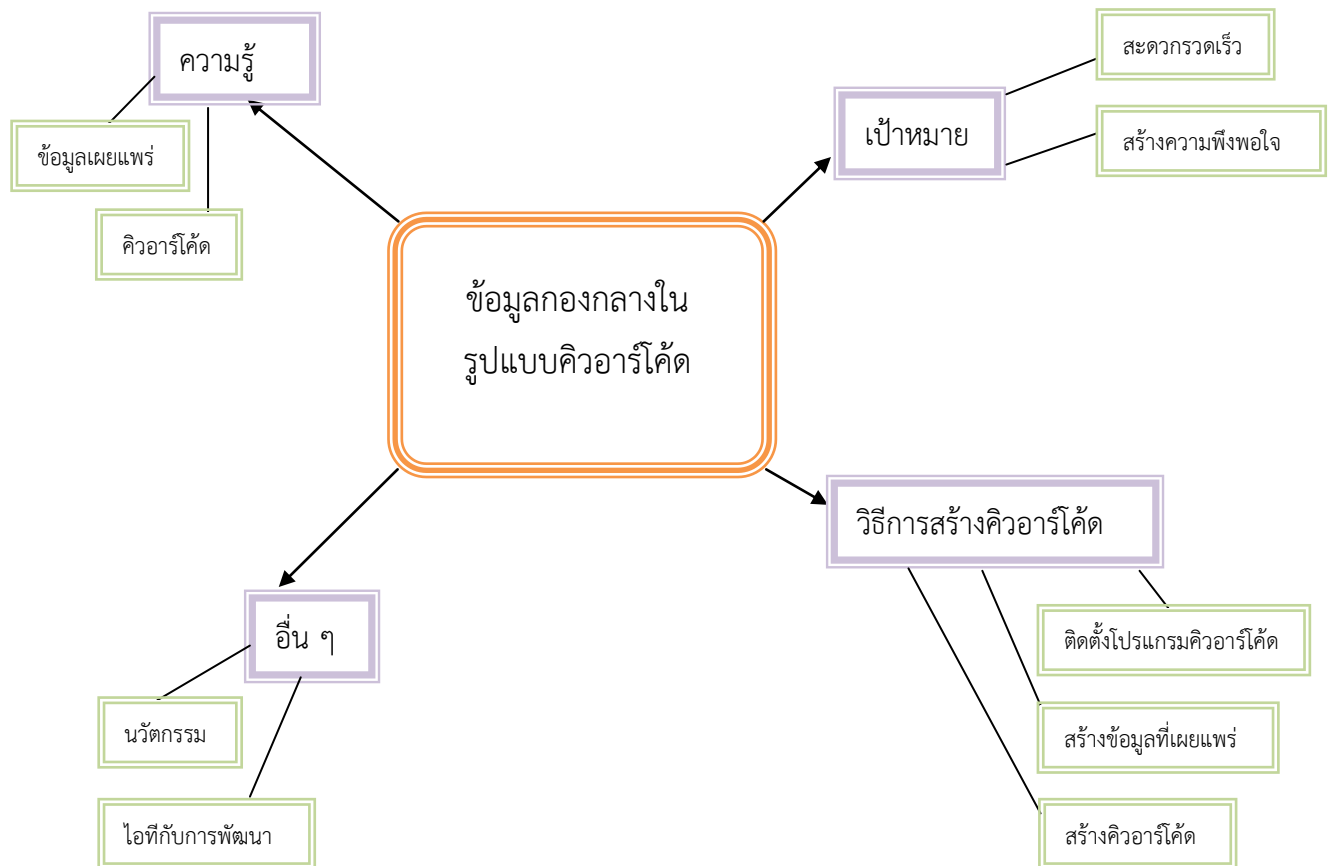 ความรู้
ข้อมูลเผยแพร่
คิวอาร์โค้ด
เป้าหมาย
สะดวกรวดเร็ว
สร้างความพึงพอใจ
ข้อมูลกองกลางใน
รูปแบบคิวอาร์โค้ด
วิธีการสร้างคิวอาร์โค้ด
ติดตั้งโปรแกรมคิวอาร์โค้ด
สร้างข้อมูลที่เผยแพร่
สร้างคิวอาร์โค้ด
อื่น ๆ
นวัตกรรม
ไอทีกับการพัฒนา